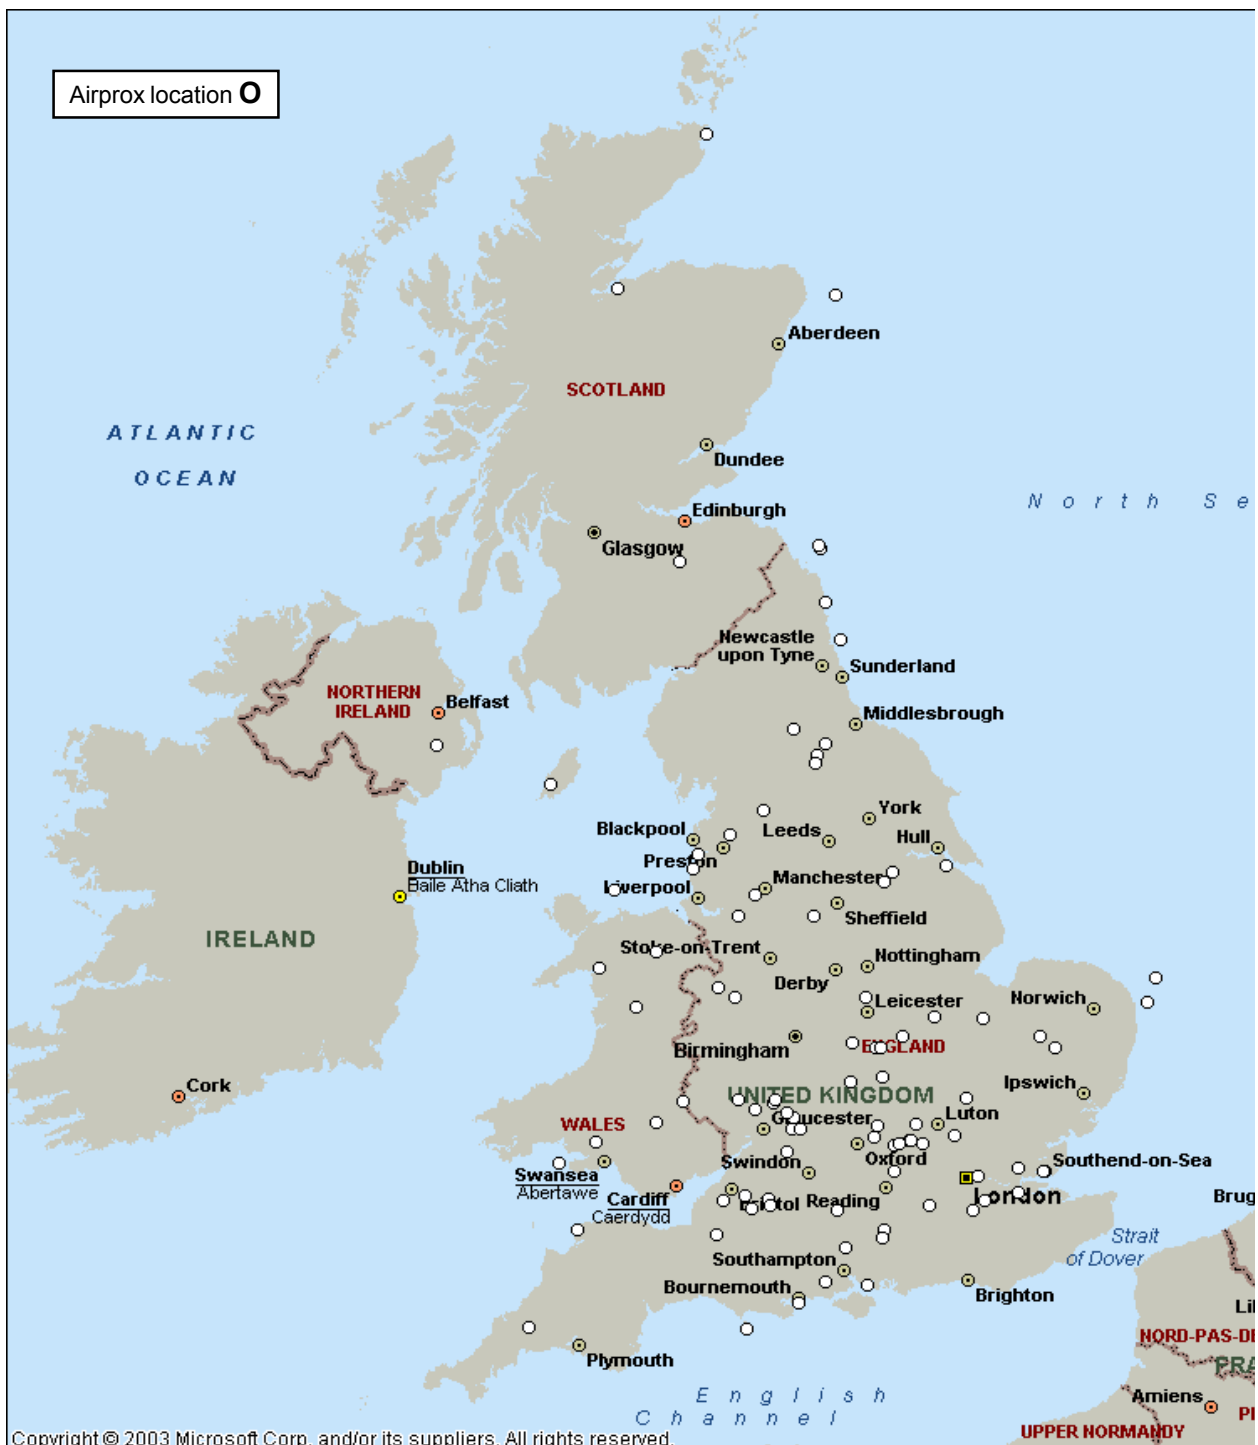 Airprox location O
Aberdeen
SCOTLAND
ATLANTIC
OCEAN
Dundee
North Se
Edinburgh
Glasgow
Newcastle
upon Tyne
Sunderland
NORTHERN
IRELAND
Belfast
Middlesbrough
York
Blackpool
Leeds
Hull
Preston
Dublin
Baile Atha Cliath
Liverpool
Manchester
Sheffield
IRELAND
Stoke-on-Trent
Nottingham
Derby
Leicester
Norwich
Birmingham
ENGLAND
Cork
UNITED KINGDOM
Ipswich
WALES
Gloucester
Luton
Swansea
Abertawe
Swindon
Oxford
Southend-on-Sea
Cardiff
Caerdydd
Bristol
Reading
London
Brug
Strait
of Dover
Southampton
Bournemouth
Brighton
Lil
NORD-PAS-DE
FRA
Plymouth
English
Channel
Amiens
PI
UPPER NORMANDY
Copyright © 2003 Microsoft Corp. and/or its suppliers. All rights reserved.